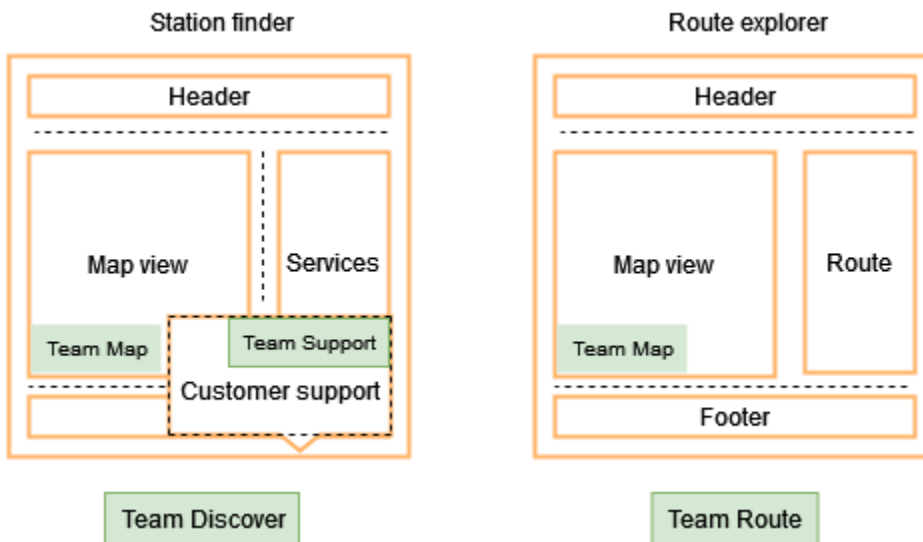 Station finder
Header
Map view
Services
Team Map
Team Support
Customer support
Team Discover
Route explorer
Header
Map view
Route
Team Map
Footer
Team Route